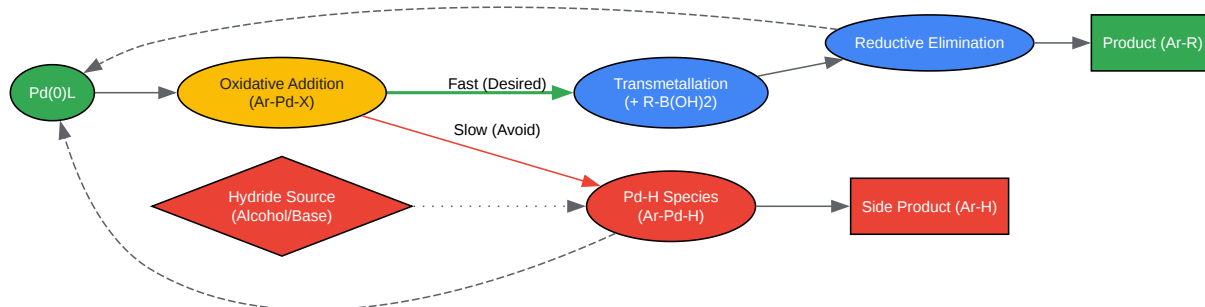 Reductive Elimination
Product (Ar-R)
Pd(0)L
Oxidative Addition
(Ar-Pd-X)
Fast (Desired)
Transmetallation
(+ R-B(OH)2)
Slow (Avoid)
Hydride Source
(Alcohol/Base)
Pd-H Species
(Ar-Pd-H)
Side Product (Ar-H)